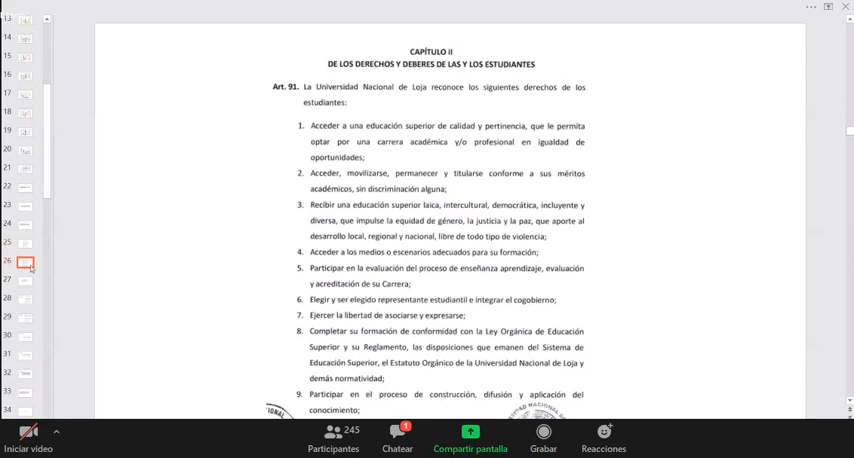 13
14
15
16
17
18
19
20
21
22
23
24
25
26
27
28
29
30
31
32
33
34
CAPÍTULO II
DE LOS DERECHOS Y DEBERES DE LAS Y LOS ESTUDIANTES
Art. 91. La Universidad Nacional de Loja reconoce los siguientes derechos de los
estudiantes:
1. Acceder a una educación superior de calidad y pertinencia, que le permita
optar por una carrera académica y/o profesional en igualdad de
oportunidades;
2. Acceder, movilizarse, permanecer y titularse conforme a sus méritos
académicos, sin discriminación alguna;
3. Recibir una educación superior laica, intercultural, democrática, incluyente y
diversa, que impulse la equidad de género, la justicia y la paz, que aporte al
desarrollo local, regional y nacional, libre de todo tipo de violencia;
4. Acceder a los medios o escenarios adecuados para su formación;
5. Participar en la evaluación del proceso de enseñanza aprendizaje, evaluación
y acreditación de su Carrera;
6. Elegir y ser elegido representante estudiantil e integrar el cogobierno;
7. Ejercer la libertad de asociarse y expresarse;
8. Completar su formación de conformidad con la Ley Orgánica de Educación
Superior y su Reglamento, las disposiciones que emanen del Sistema de
Educación Superior, el Estatuto Orgánico de la Universidad Nacional de Loja y
demás normatividad;
9. Participar en el proceso de construcción, difusión y aplicación del
conocimiento;
245
1
Iniciar video
Participantes
Chatear
Compartir pantalla
Grabar
Reacciones